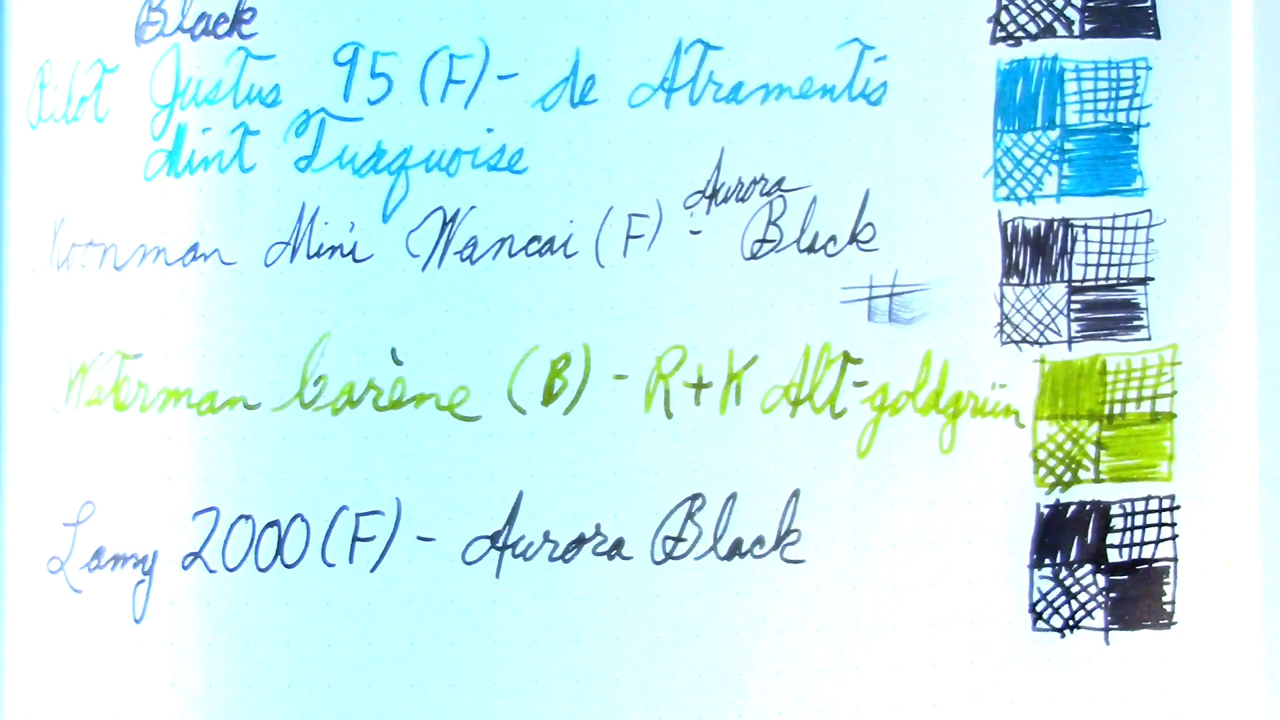 Black
Pilot Justus 95 (F) - de Atramentis
Mint Turquoise
Aurora
Koonman Mini Wancai (F) - Black
Waterman Carène (B) - R+K Alt-goldgrün
Lamy 2000 (F) - Aurora Black